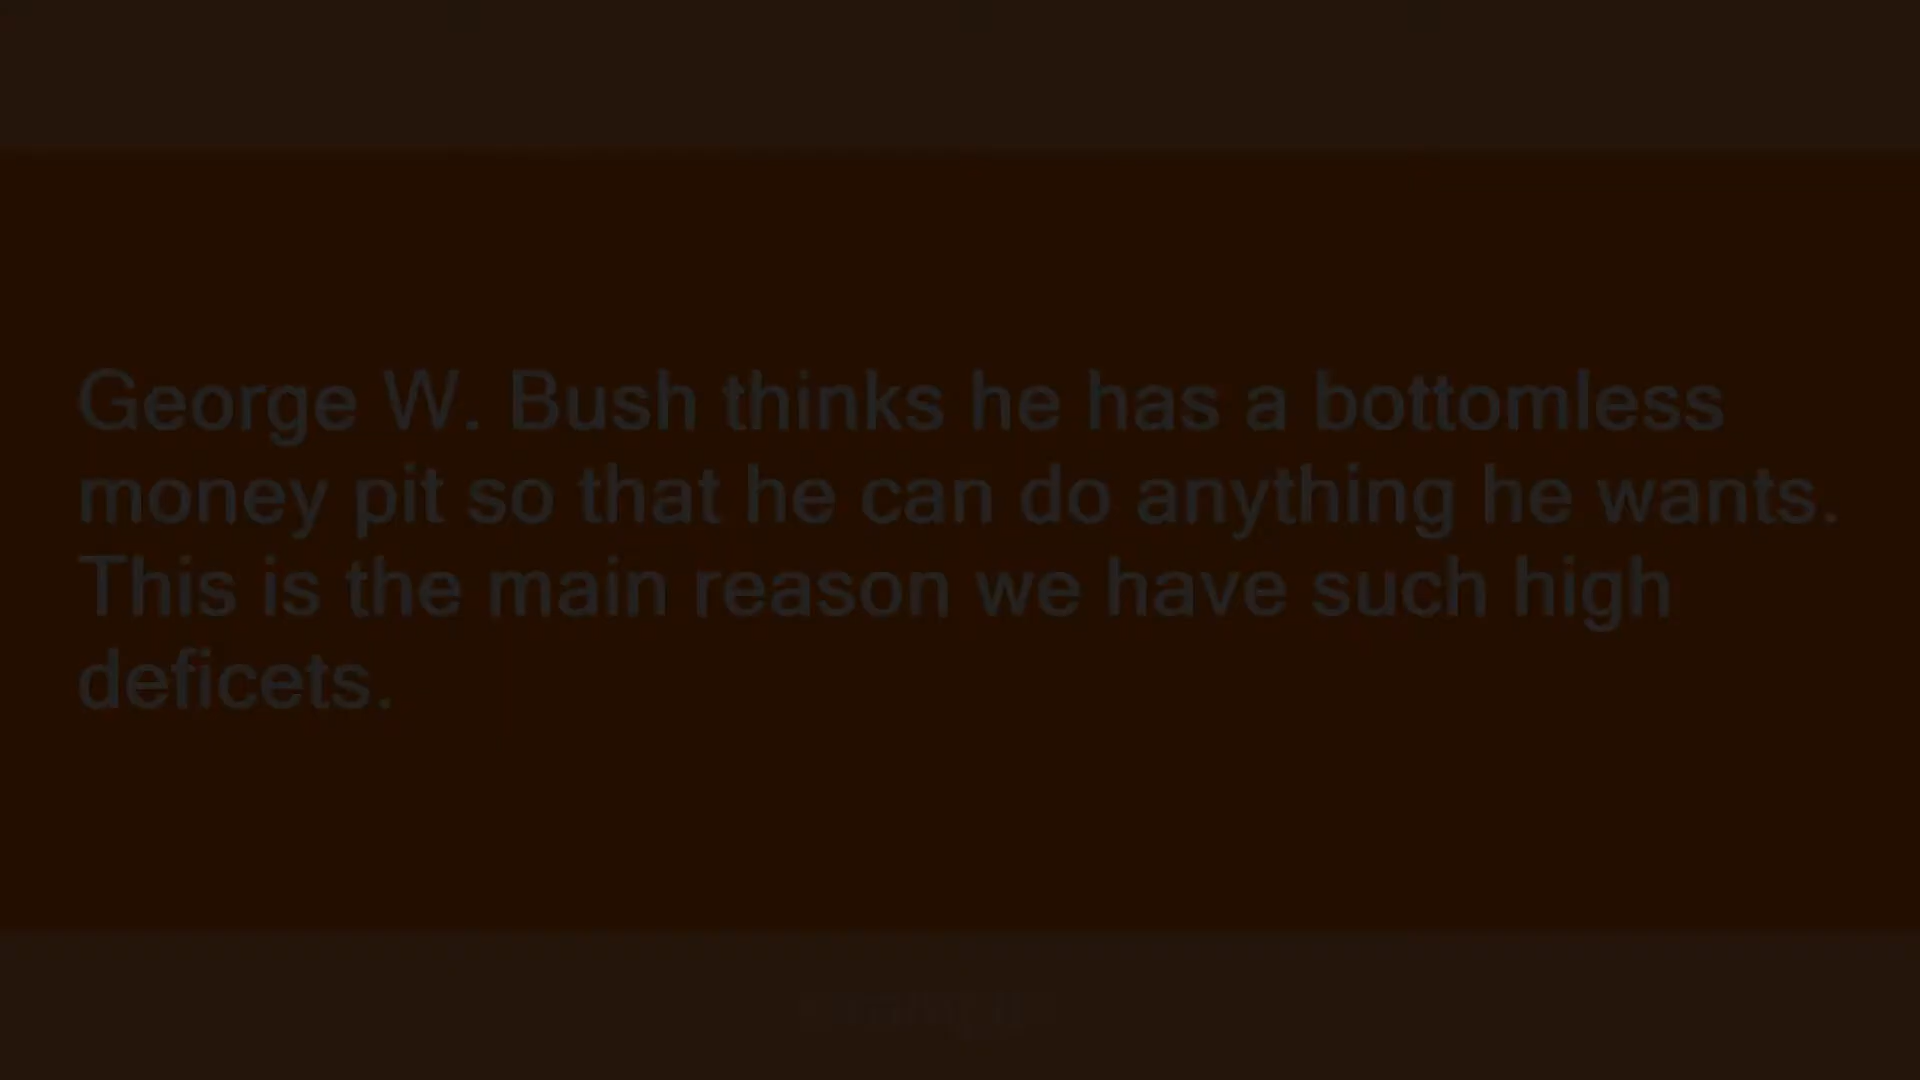 George W. Bush thinks he has a bottomless
money pit so that he can do anything he wants.
This is the main reason we have such high
deficets.